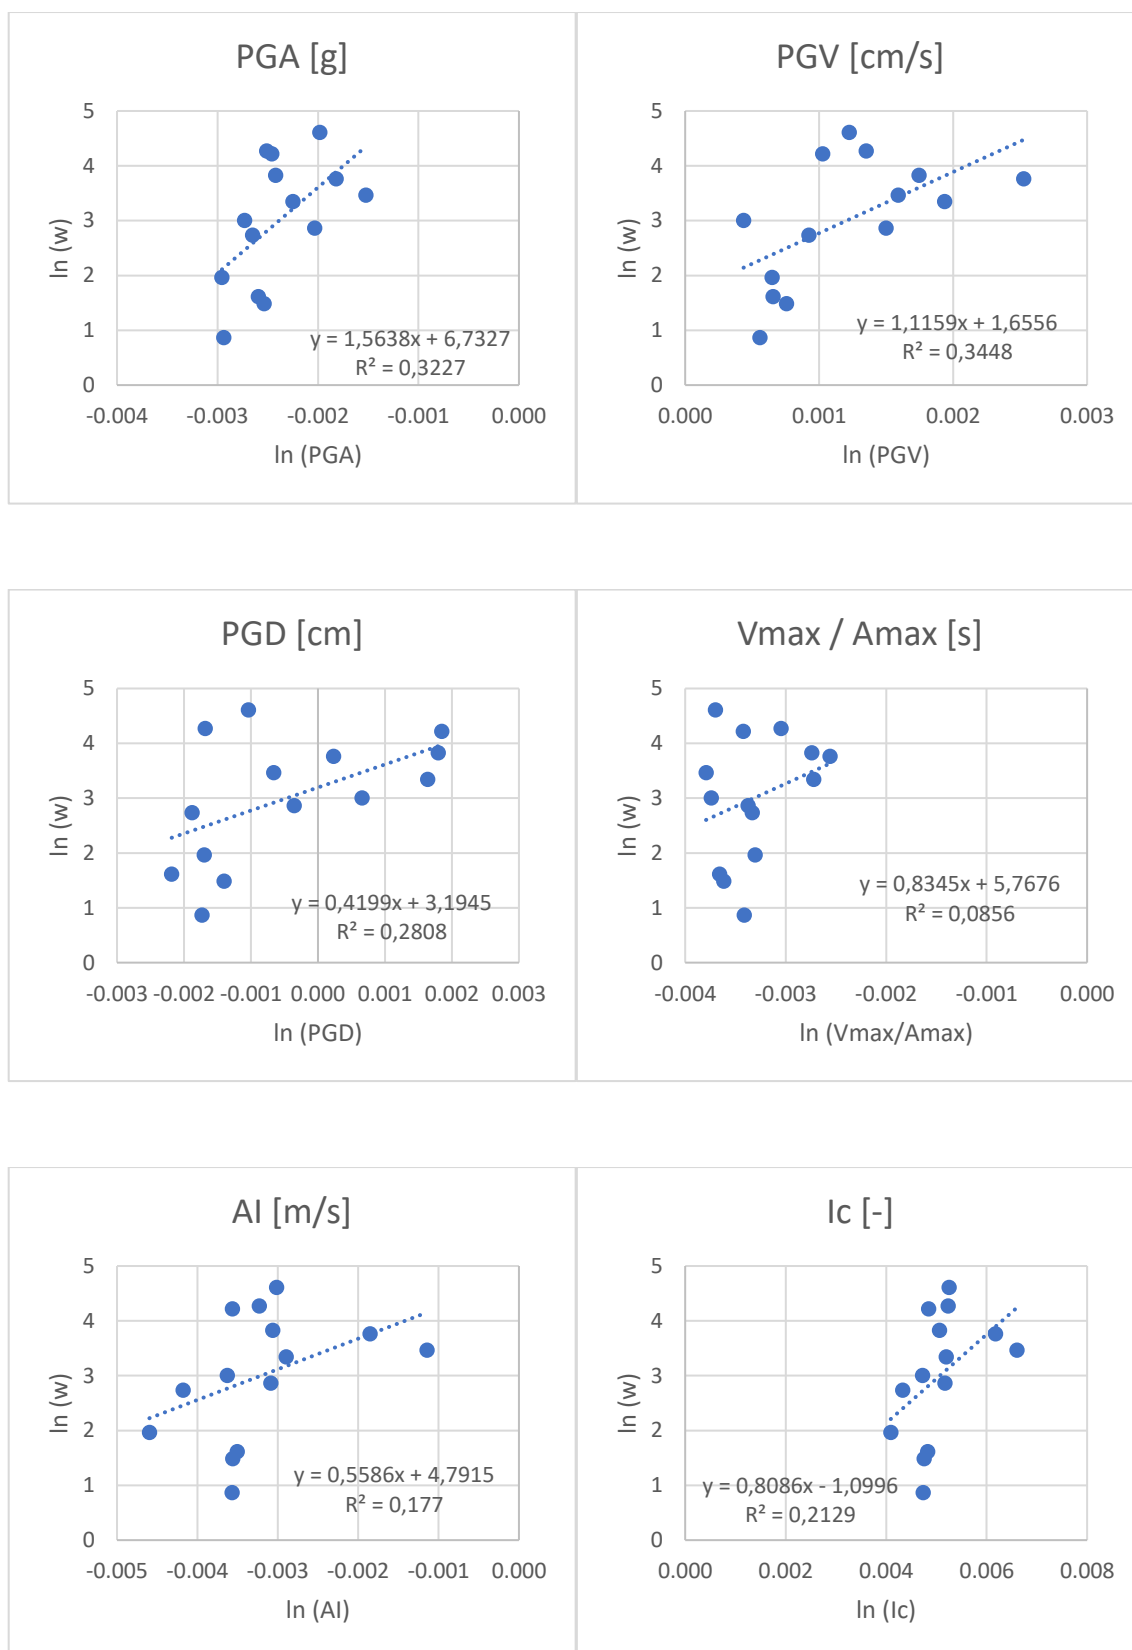 PGA [g]
5
4
3
2
1
0
ln (w)
y = 1,5638x + 6,7327
R² = 0,3227
-0.004 -0.003 -0.002 -0.001 0.000
ln (PGA)
PGV [cm/s]
5
4
3
2
1
0
ln (w)
y = 1,1159x + 1,6556
R² = 0,3448
0.000 0.001 0.002 0.003
ln (PGV)
PGD [cm]
5
4
3
2
1
0
ln (w)
y = 0,4199x + 3,1945
R² = 0,2808
-0.003 -0.002 -0.001 0.000 0.001 0.002 0.003
ln (PGD)
Vmax / Amax [s]
5
4
3
2
1
0
ln (w)
y = 0,8345x + 5,7676
R² = 0,0856
-0.004 -0.003 -0.002 -0.001 0.000
ln (Vmax/Amax)
AI [m/s]
5
4
3
2
1
0
ln (w)
y = 0,5586x + 4,7915
R² = 0,177
-0.005 -0.004 -0.003 -0.002 -0.001 0.000
ln (AI)
Ic [-]
5
4
3
2
1
0
ln (w)
y = 0,8086x - 1,0996
R² = 0,2129
0.000 0.002 0.004 0.006 0.008
ln (Ic)